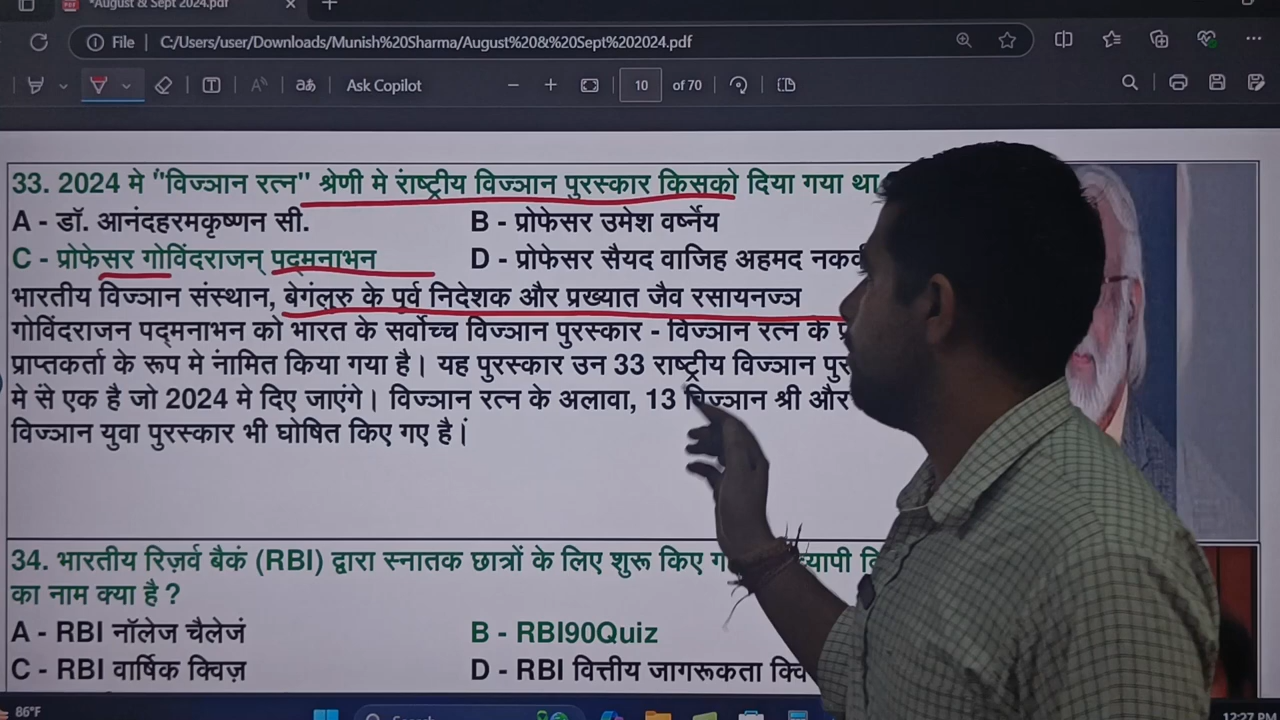 *August & Sept 2024.pdf
File | C:/Users/user/Downloads/Munish%20Sharma/August%20&%20Sept%202024.pdf
Ask Copilot 10 of 70
33. 2024 मे "विज्ञान रत्न" श्रेणी मे रंाष्ट्रीय विज्ञान पुरस्कार किसको दिया गया था
A - डॉ. आनंदहरमकृष्णन सी.
B - प्रोफेसर उमेश वर्ष्नेय
C - प्रोफेसर गोविंदराजन् पद्मनाभन
D - प्रोफेसर सैयद वाजिह अहमद
भारतीय विज्ञान संस्थान, बेगंलुरु के पूर्व निदेशक और प्रख्यात जैव रसायनज्ञ
गोविंदराजन पद्मनाभन को भारत के सर्वोच्च विज्ञान पुरस्कार - विज्ञान रत्न के
प्राप्तकर्ता के रूप मे नंामित किया गया है। यह पुरस्कार उन 33 राष्ट्रीय विज्ञान
मे से एक है जो 2024 मे दिए जाएंगे। विज्ञान रत्न के अलावा, 13 विज्ञान श्री और
विज्ञान युवा पुरस्कार भी घोषित किए गए है।ं
34. भारतीय रिज़र्व बैकं (RBI) द्वारा स्नातक छात्रों के लिए शुरू किए
का नाम क्या है ?
A - RBI नॉलेज चैलेजं
B - RBI90Quiz
C - RBI वार्षिक क्विज़
D - RBI वित्तीय जागरूकता
86°F
Search
12:27 PM